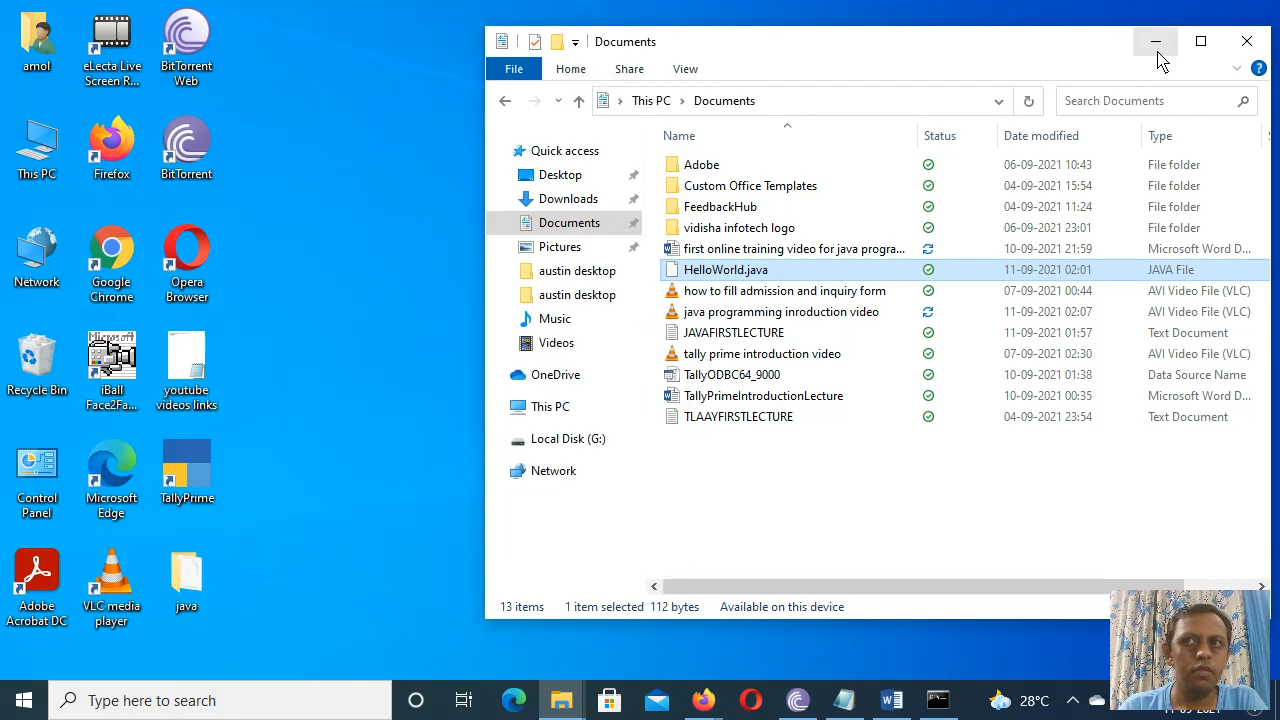 amol
eLecta Live
Screen R...
BitTorrent
Web
This PC
Firefox
BitTorrent
Network
Google
Chrome
Opera
Browser
Recycle Bin
Microsoft
iBall
Face2Fa...
youtube
videos links
Control
Panel
Microsoft
Edge
TallyPrime
Adobe
Acrobat DC
VLC media
player
java
Documents
File Home Share View
This PC Documents
Search Documents
Quick access
Desktop
Downloads
Documents
Pictures
austin desktop
austin desktop
Music
Videos
OneDrive
This PC
Local Disk (G:)
Network
Name Status Date modified Type
Adobe 06-09-2021 10:43 File folder
Custom Office Templates 04-09-2021 15:54 File folder
FeedbackHub 04-09-2021 11:24 File folder
vidisha infotech logo 06-09-2021 23:01 File folder
first online training video for java progra... 10-09-2021 21:59 Microsoft Word D...
HelloWorld.java 11-09-2021 02:01 JAVA File
how to fill admission and inquiry form 07-09-2021 00:44 AVI Video File (VLC)
java programming inroduction video 11-09-2021 02:07 AVI Video File (VLC)
JAVAFIRSTLECTURE 11-09-2021 01:57 Text Document
tally prime introduction video 07-09-2021 02:30 AVI Video File (VLC)
TallyODBC64_9000 10-09-2021 01:38 Data Source Name
TallyPrimeIntroductionLecture 10-09-2021 00:35 Microsoft Word D...
TLAAYFIRSTLECTURE 04-09-2021 23:54 Text Document
13 items 1 item selected 112 bytes Available on this device
Type here to search
28°C